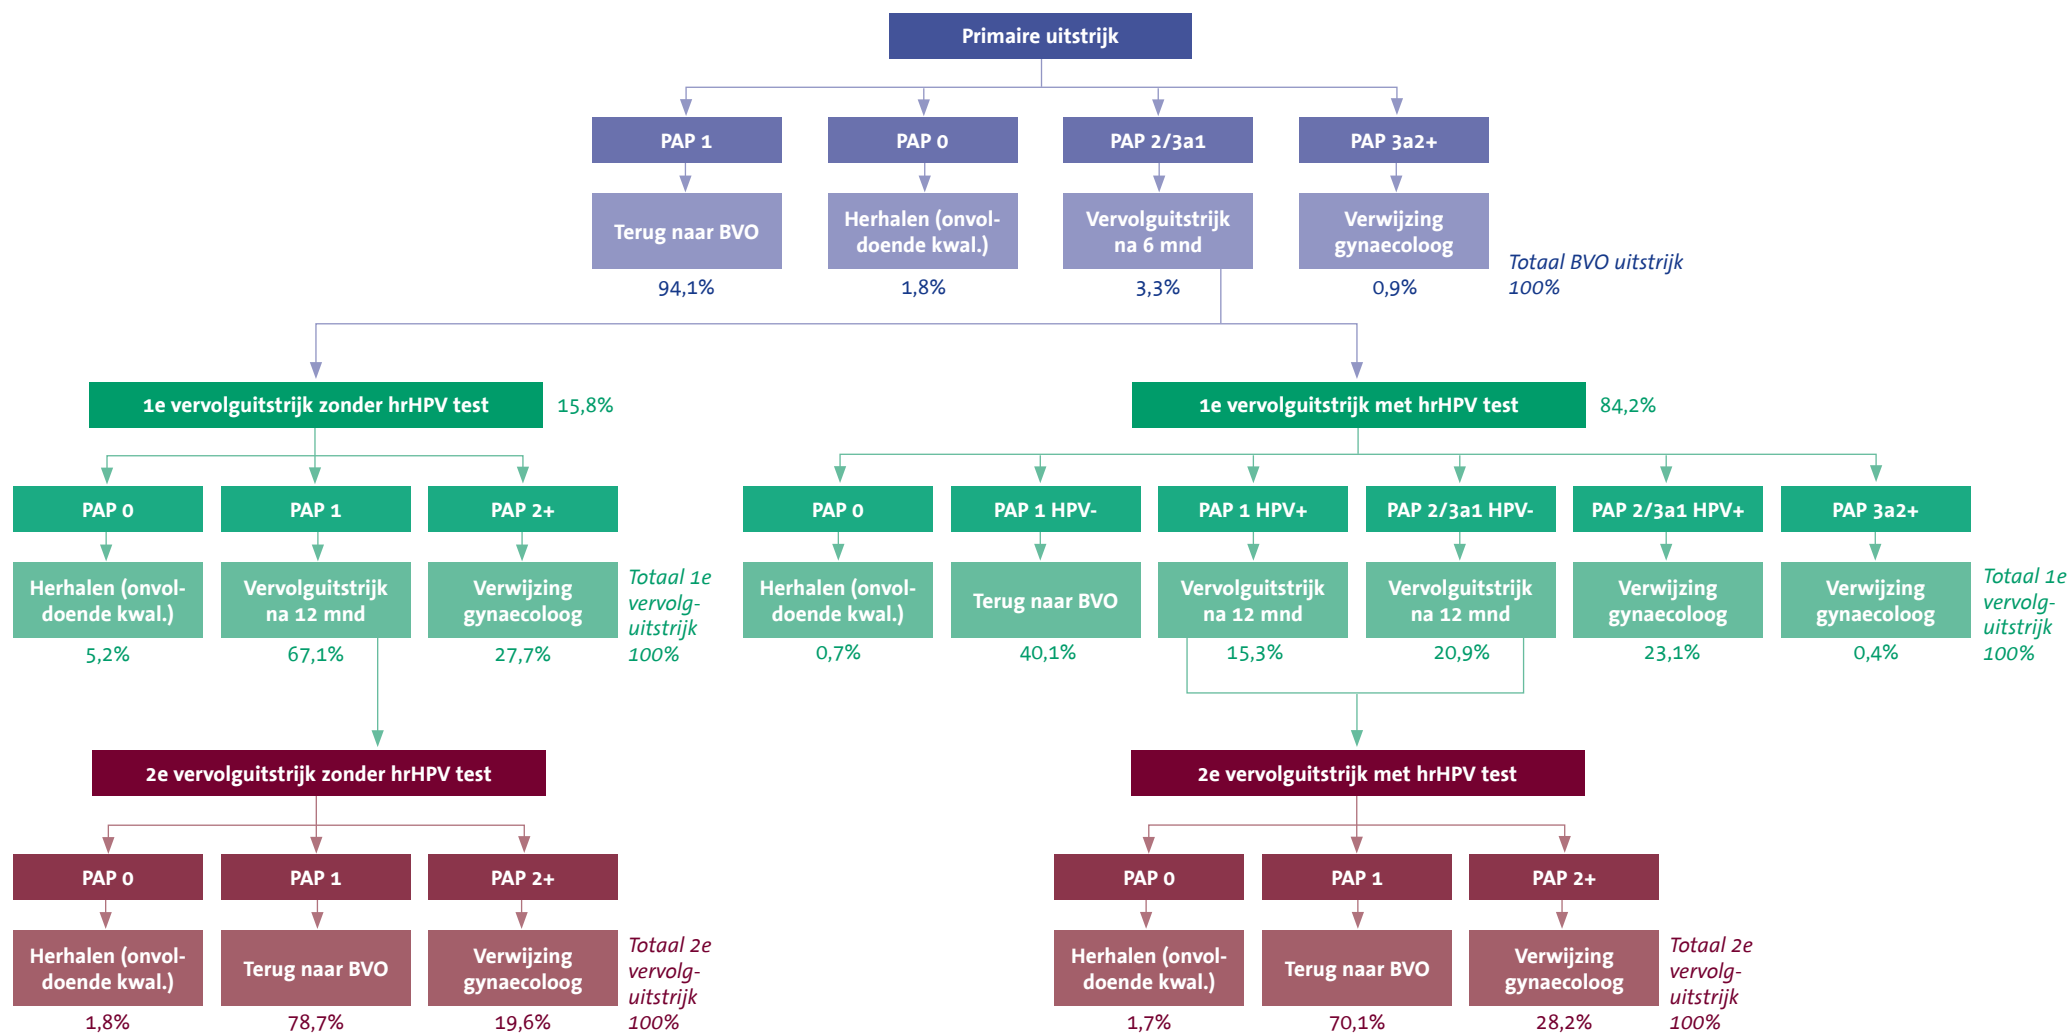 Primaire uitstrijk
PAP 1
PAP 0
PAP 2/3a1
PAP 3a2+
Terug naar BVO
Herhalen (onvol-
doende kwal.)
Vervolguitstrijk
na 6 mnd
Verwijzing
gynaecoloog
Totaal BVO uitstrijk
100%
94,1%
1,8%
3,3%
0,9%
1e vervolguitstrijk zonder hrHPV test
15,8%
1e vervolguitstrijk met hrHPV test
84,2%
PAP 0
PAP 1
PAP 2+
Herhalen (onvol-
doende kwal.)
Vervolguitstrijk
na 12 mnd
Verwijzing
gynaecoloog
Totaal 1e
vervolg-
uitstrijk
100%
5,2%
67,1%
27,7%
PAP 0
PAP 1 HPV-
PAP 1 HPV+
PAP 2/3a1 HPV-
PAP 2/3a1 HPV+
PAP 3a2+
Herhalen (onvol-
doende kwal.)
Terug naar BVO
Vervolguitstrijk
na 12 mnd
Vervolguitstrijk
na 12 mnd
Verwijzing
gynaecoloog
Verwijzing
gynaecoloog
Totaal 1e
vervolg-
uitstrijk
100%
0,7%
40,1%
15,3%
20,9%
23,1%
0,4%
2e vervolguitstrijk zonder hrHPV test
2e vervolguitstrijk met hrHPV test
PAP 0
PAP 1
PAP 2+
Herhalen (onvol-
doende kwal.)
Terug naar BVO
Verwijzing
gynaecoloog
Totaal 2e
vervolg-
uitstrijk
100%
1,8%
78,7%
19,6%
PAP 0
PAP 1
PAP 2+
Herhalen (onvol-
doende kwal.)
Terug naar BVO
Verwijzing
gynaecoloog
Totaal 2e
vervolg-
uitstrijk
100%
1,7%
70,1%
28,2%